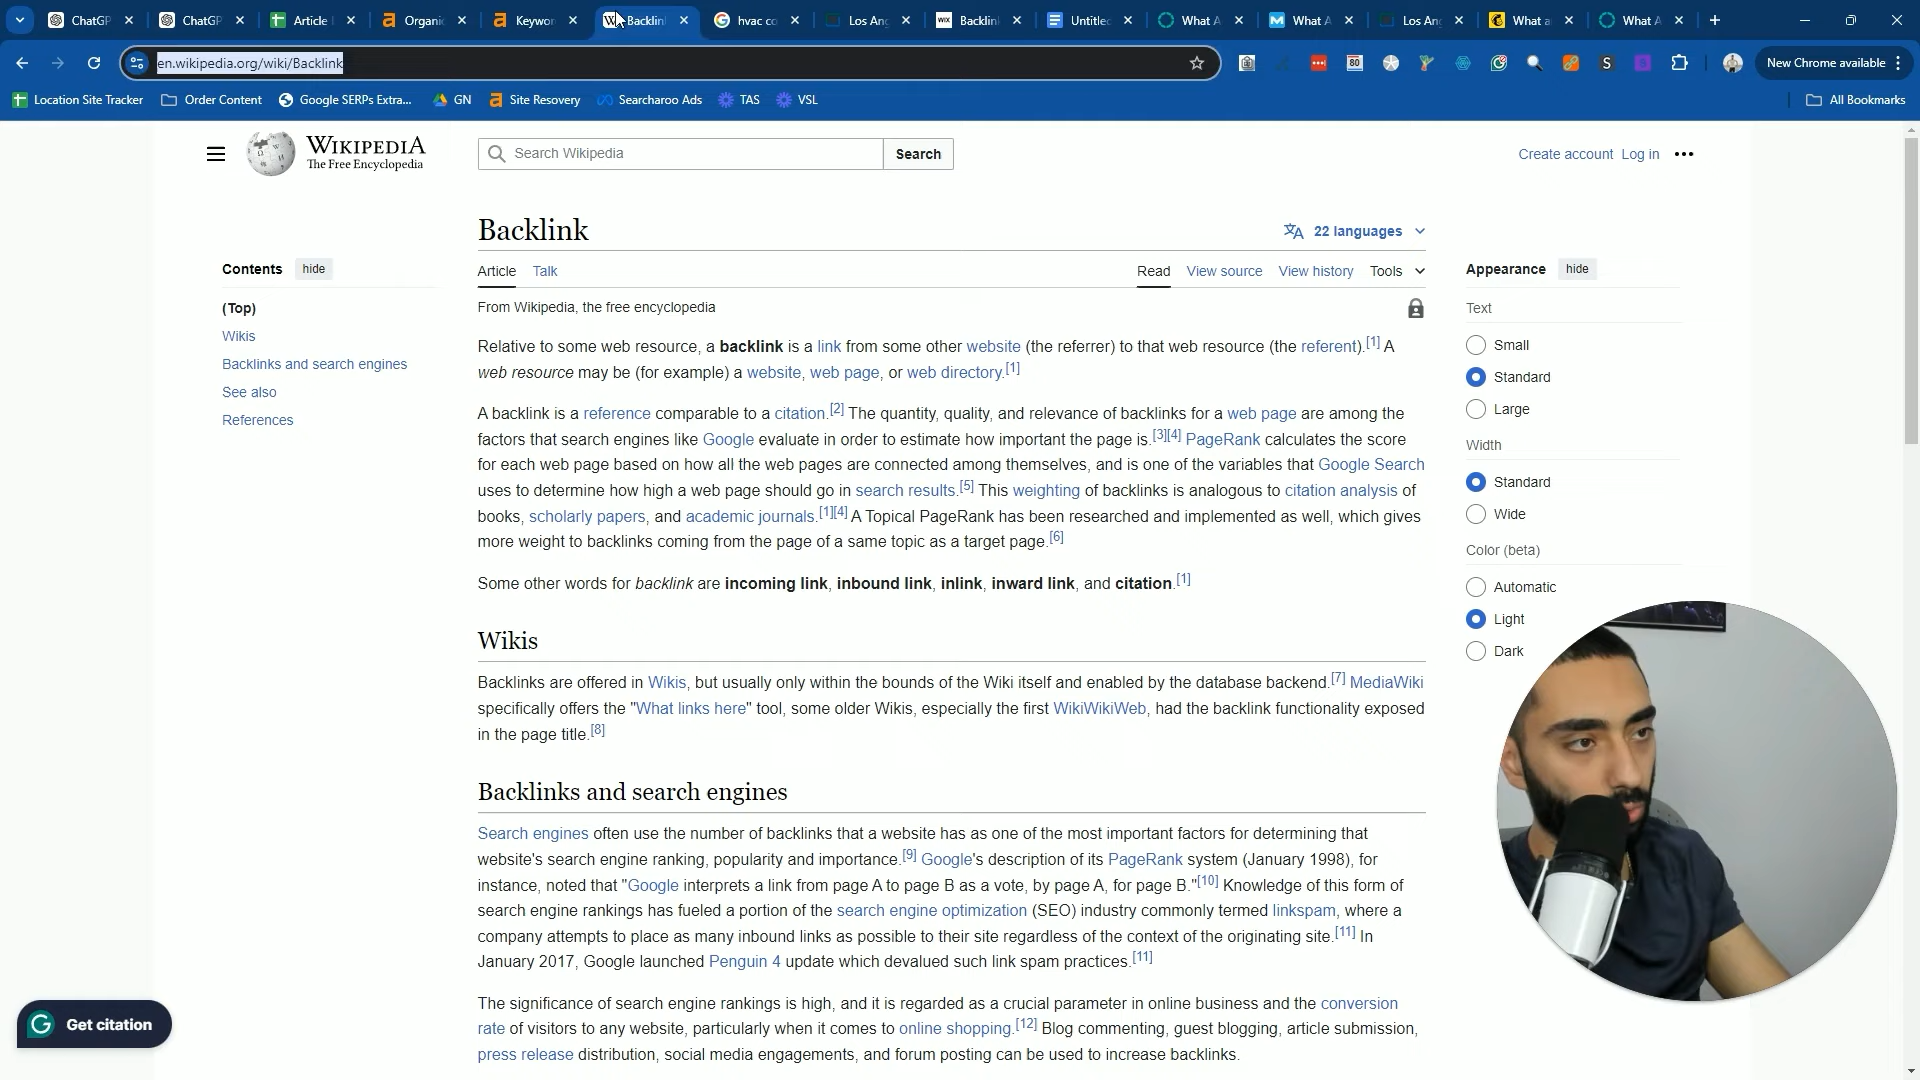 ChatGP
ChatGP
Article I
Organic
Keywor
Backlin
hvac co
Los Ang
Backlin
Untitled
What A
What A
Los Ang
What a
What A
en.wikipedia.org/wiki/Backlink
80
New Chrome available
Location Site Tracker
Order Content
Google SERPs Extra...
GN
Site Recovery
Searcharoo Ads
TAS
VSL
All Bookmarks
WIKIPEDIA
The Free Encyclopedia
Search Wikipedia
Search
Create account Log in
Backlink
22 languages
Contents hide
Article Talk
Read View source View history Tools
Appearance hide
(Top)
Wikis
Backlinks and search engines
See also
References
From Wikipedia, the free encyclopedia
Relative to some web resource, a backlink is a link from some other website (the referrer) to that web resource (the referent).[1] A
web resource may be (for example) a website, web page, or web directory.[1]
A backlink is a reference comparable to a citation.[2] The quantity, quality, and relevance of backlinks for a web page are among the
factors that search engines like Google evaluate in order to estimate how important the page is.[3][4] PageRank calculates the score
for each web page based on how all the web pages are connected among themselves, and is one of the variables that Google Search
uses to determine how high a web page should go in search results.[5] This weighting of backlinks is analogous to citation analysis of
books, scholarly papers, and academic journals.[1][4] A Topical PageRank has been researched and implemented as well, which gives
more weight to backlinks coming from the page of a same topic as a target page.[6]
Some other words for backlink are incoming link, inbound link, inlink, inward link, and citation.[1]
Wikis
Backlinks are offered in Wikis, but usually only within the bounds of the Wiki itself and enabled by the database backend.[7] MediaWiki
specifically offers the "What links here" tool, some older Wikis, especially the first WikiWikiWeb, had the backlink functionality exposed
in the page title.[8]
Backlinks and search engines
Search engines often use the number of backlinks that a website has as one of the most important factors for determining that
website's search engine ranking, popularity and importance.[9] Google's description of its PageRank system (January 1998), for
instance, noted that "Google interprets a link from page A to page B as a vote, by page A, for page B."[10] Knowledge of this form of
search engine rankings has fueled a portion of the search engine optimization (SEO) industry commonly termed linkspam, where a
company attempts to place as many inbound links as possible to their site regardless of the context of the originating site.[11] In
January 2017, Google launched Penguin 4 update which devalued such link spam practices.[11]
The significance of search engine rankings is high, and it is regarded as a crucial parameter in online business and the conversion
rate of visitors to any website, particularly when it comes to online shopping.[12] Blog commenting, guest blogging, article submission,
press release distribution, social media engagements, and forum posting can be used to increase backlinks.
Text
Small
Standard
Large
Width
Standard
Wide
Color (beta)
Automatic
Light
Dark
Get citation